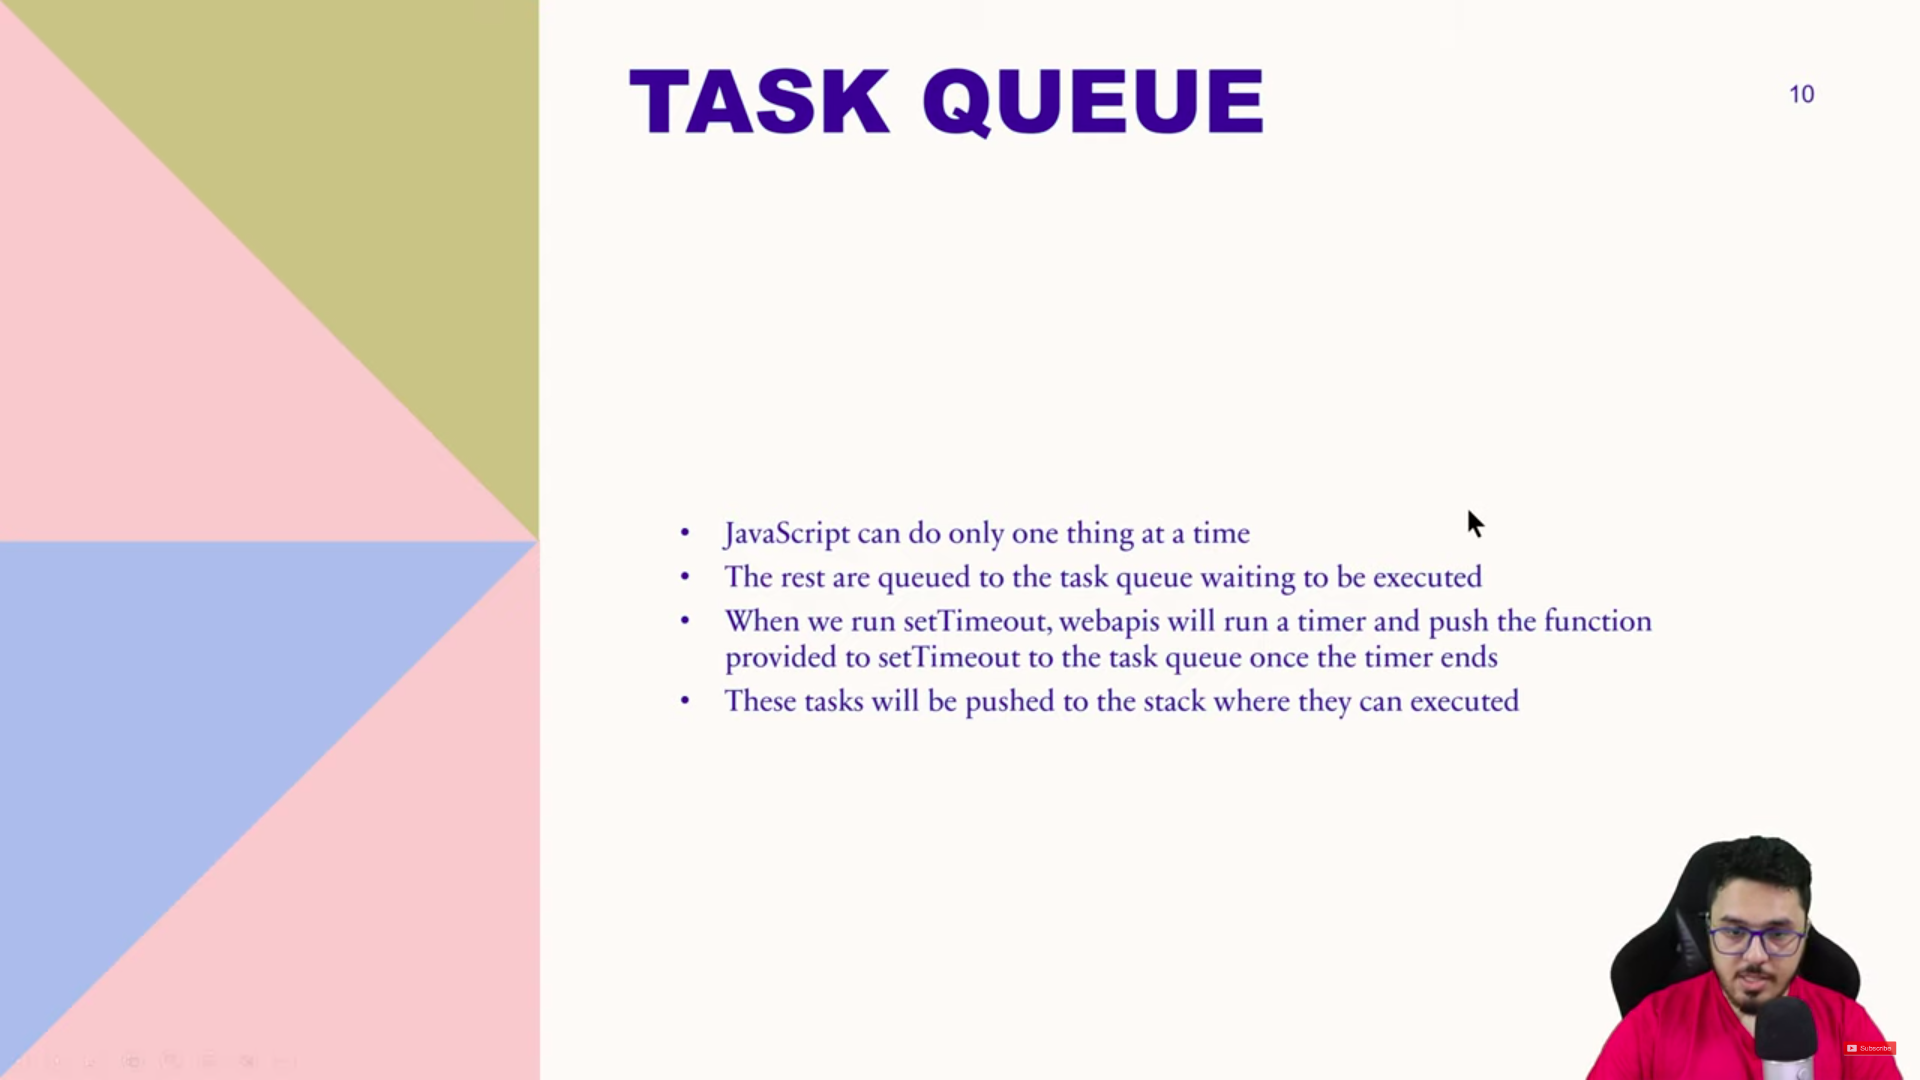 TASK QUEUE
10
• JavaScript can do only one thing at a time
• The rest are queued to the task queue waiting to be executed
• When we run setTimeout, webapis will run a timer and push the function
provided to setTimeout to the task queue once the timer ends
• These tasks will be pushed to the stack where they can executed
Subscribe